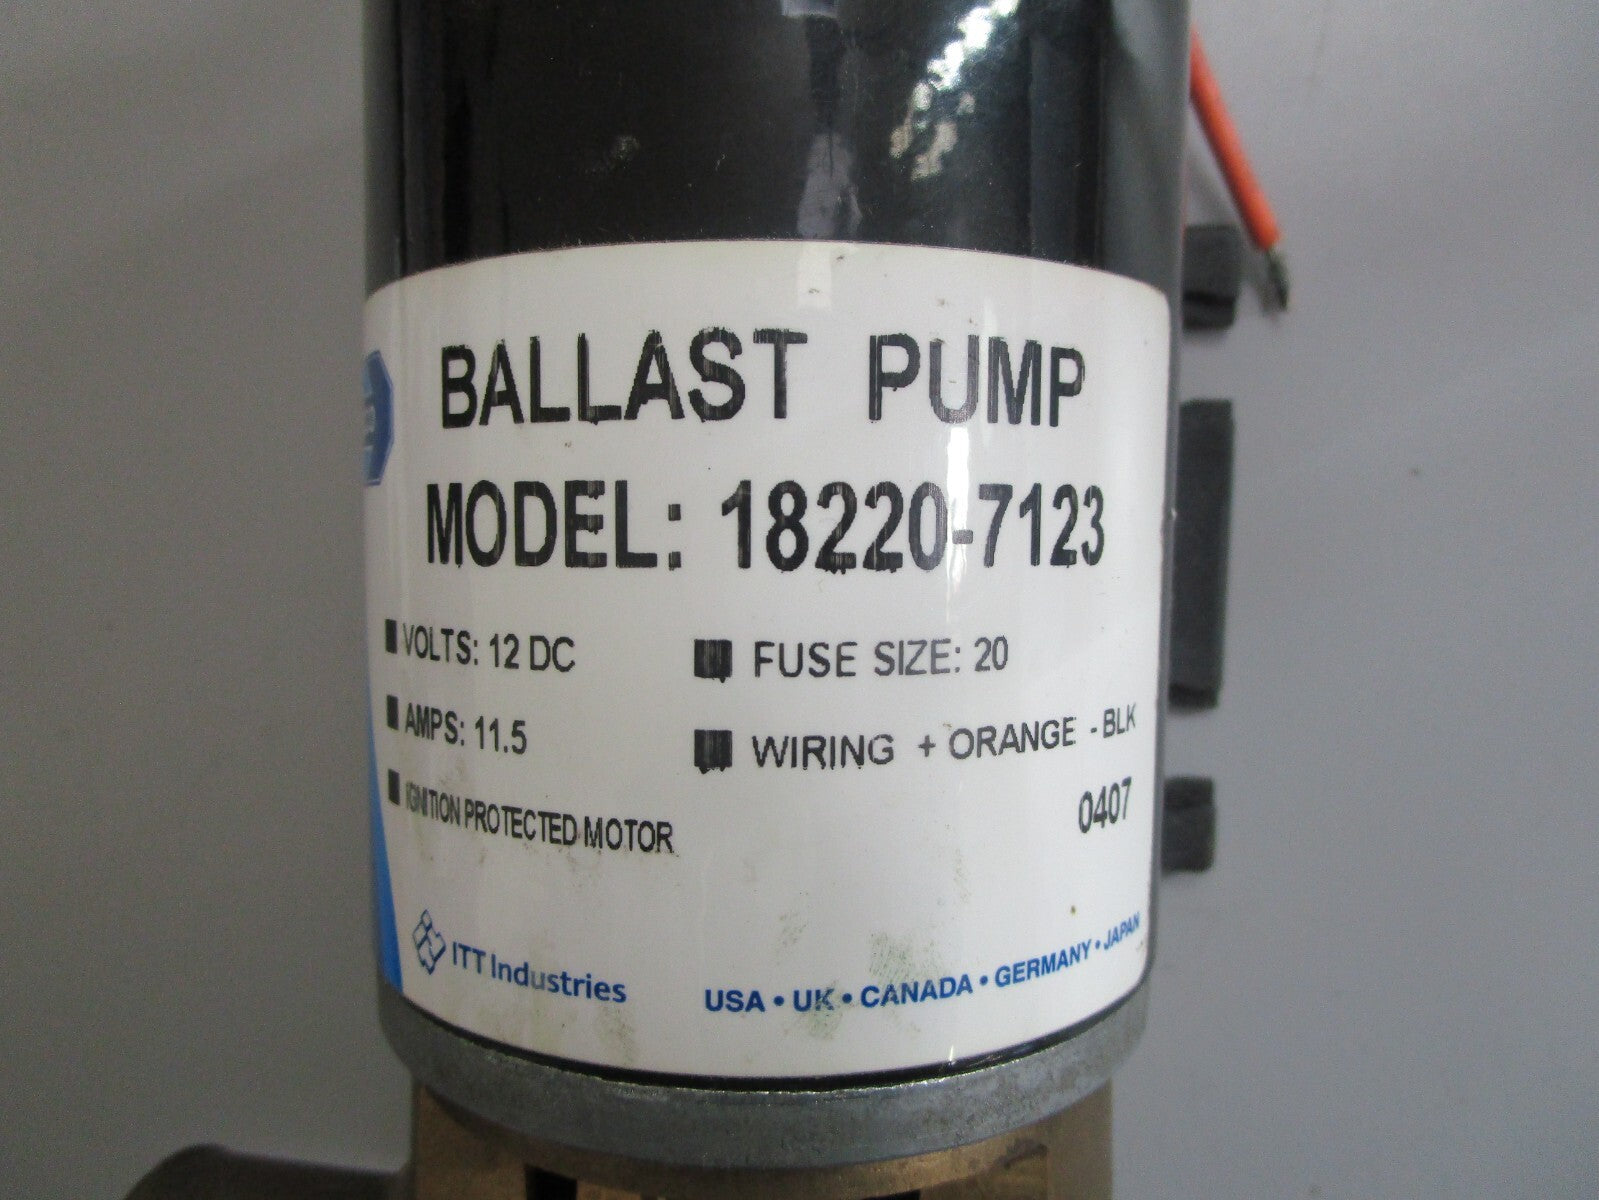 BALLAST PUMP
MODEL: 18220-7123
VOLTS: 12 DC
FUSE SIZE: 20
AMPS: 11.5
WIRING + ORANGE - BLK
IGNITION PROTECTED MOTOR
0407
ITT Industries
USA • UK • CANADA • GERMANY • JAPAN